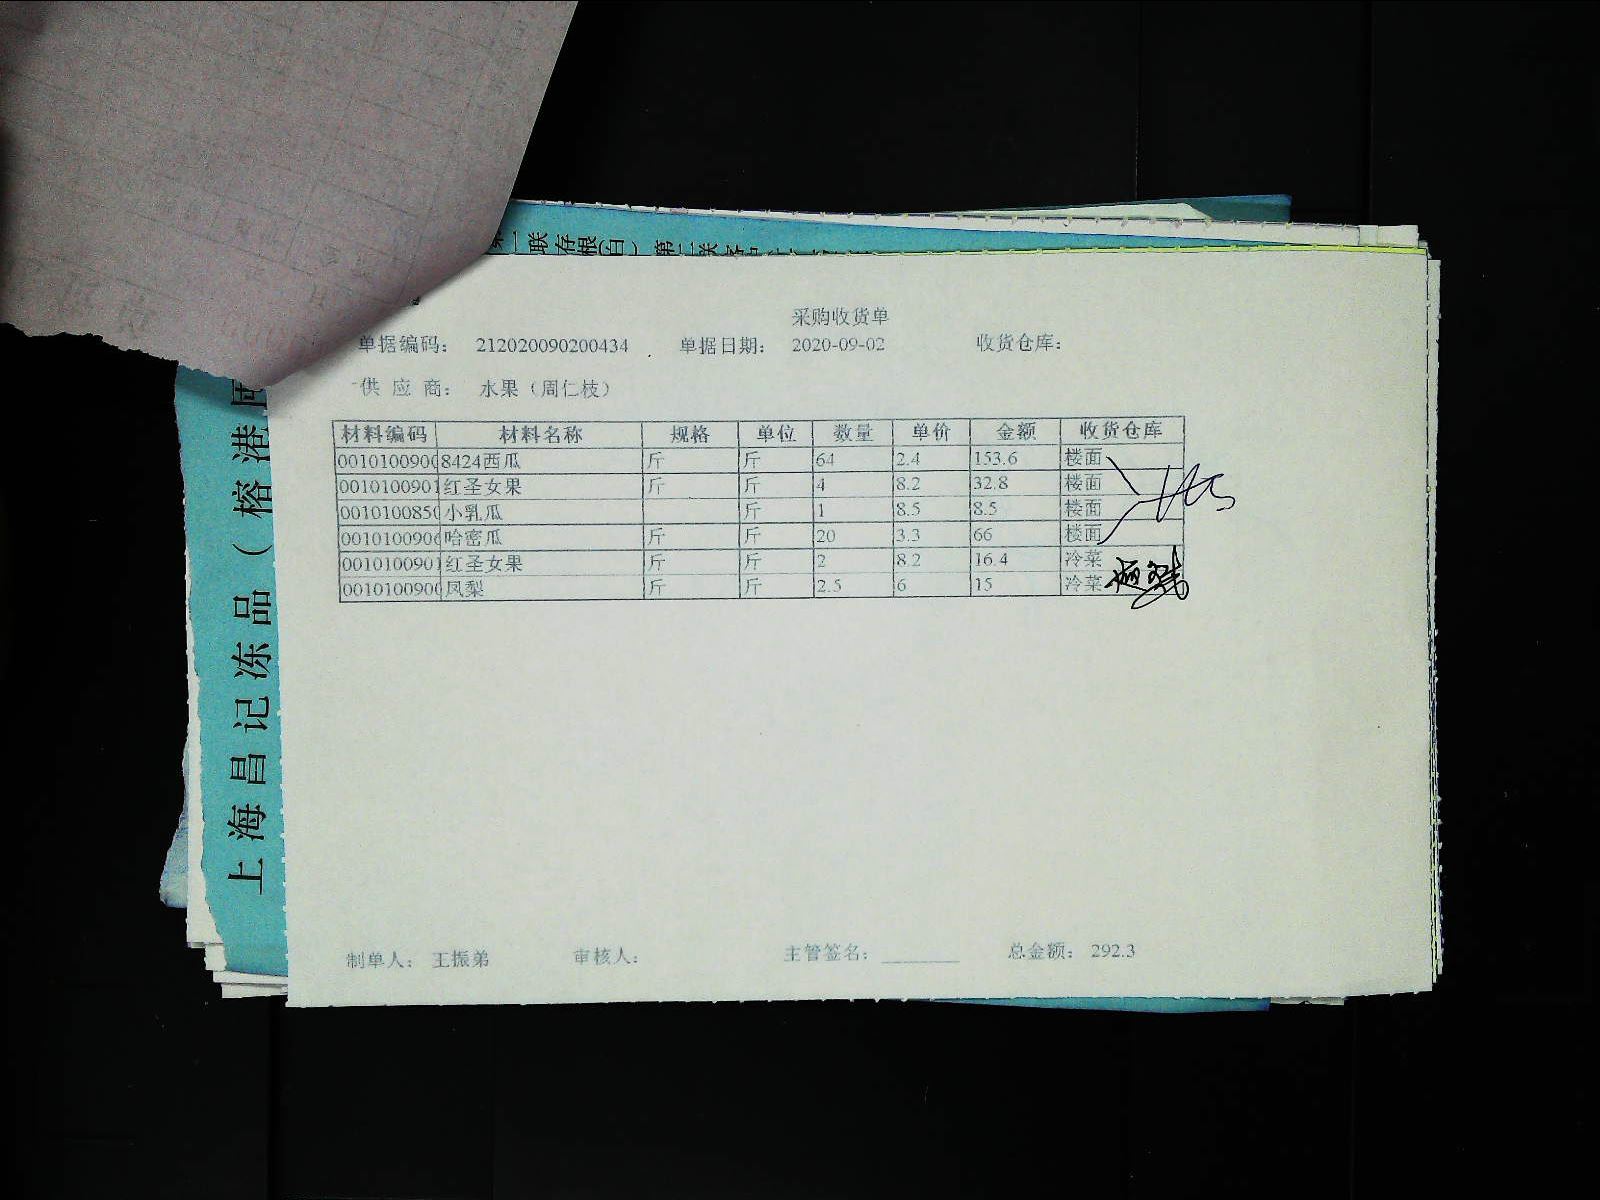 采购收货单
单据编码： 212020090200434 单据日期： 2020-09-02 收货仓库：
供 应 商： 水果（周仁枝）
材料编码 材料名称 规格 单位 数量 单价 金额 收货仓库
0010100900 8424西瓜 斤 斤 64 2.4 153.6 楼面
0010100901 红圣女果 斤 斤 4 8.2 32.8 楼面
0010100850 小乳瓜 斤 1 8.5 8.5 楼面
0010100906 哈密瓜 斤 斤 20 3.3 66 楼面
0010100901 红圣女果 斤 斤 2 8.2 16.4 冷菜
0010100900 凤梨 斤 斤 2.5 6 15 冷菜
制单人： 王振弟 审核人： 主管签名： 总金额： 292.3
上海昌记冻品（榕港
联 存根(白) 第二联